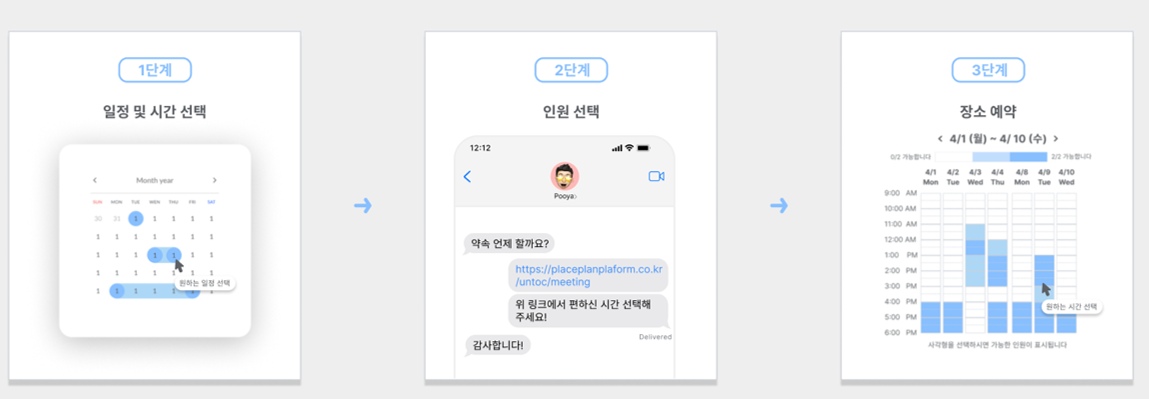 1단계
일정 및 시간 선택
< Month year >
SUN MON TUE WED THU FRI SAT
30 31 1 1 1 1 1
1 1 1 1 1 1 1
1 1 1 1 1 1 1
1 1 1 1 1
원하는 일정 선택
1 1 1 1 1 1 1
2단계
인원 선택
12:12
Pooya>
약속 언제 할까요?
https://placeplanplaform.co.kr
/untoc/meeting
위 링크에서 편하신 시간 선택해
주세요!
Delivered
감사합니다!
3단계
장소 예약
< 4/1 (월) ~ 4/ 10 (수) >
0/2 가능합니다 2/2 가능합니다
4/1 4/2 4/3 4/4 4/8 4/9 4/10
Mon Tue Wed Thu Mon Tue Wed
9:00 AM
10:00 AM
11:00 AM
12:00 AM
1:00 PM
2:00 PM
3:00 PM
4:00 PM
원하는 시간 선택
5:00 PM
6:00 PM
사각형을 선택하시면 가능한 인원이 표시됩니다